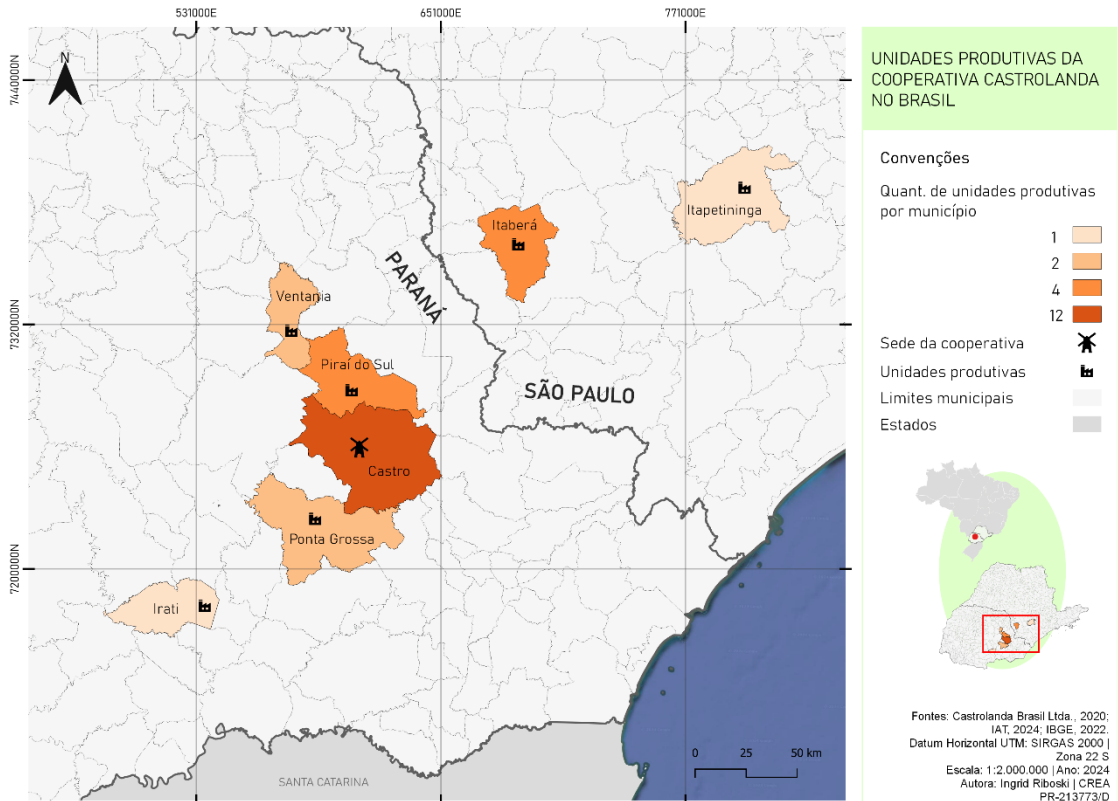 531000E
651000E
771000E
7440000N
7320000N
7200000N
N
Itapetininga
Itaberá
PARANÁ
Ventania
Piraí do Sul
SÃO PAULO
Castro
Ponta Grossa
Irati
SANTA CATARINA
0 25 50 km
UNIDADES PRODUTIVAS DA
COOPERATIVA CASTROLANDA
NO BRASIL
Convenções
Quant. de unidades produtivas
por município
1
2
4
12
Sede da cooperativa
Unidades produtivas
Limites municipais
Estados
Fontes: Castrolanda Brasil Ltda., 2020;
IAT, 2024; IBGE, 2022.
Datum Horizontal UTM: SIRGAS 2000 |
Zona 22 S
Escala: 1:2.000.000 | Ano: 2024
Autora: Ingrid Riboski | CREA
PR-213773/D